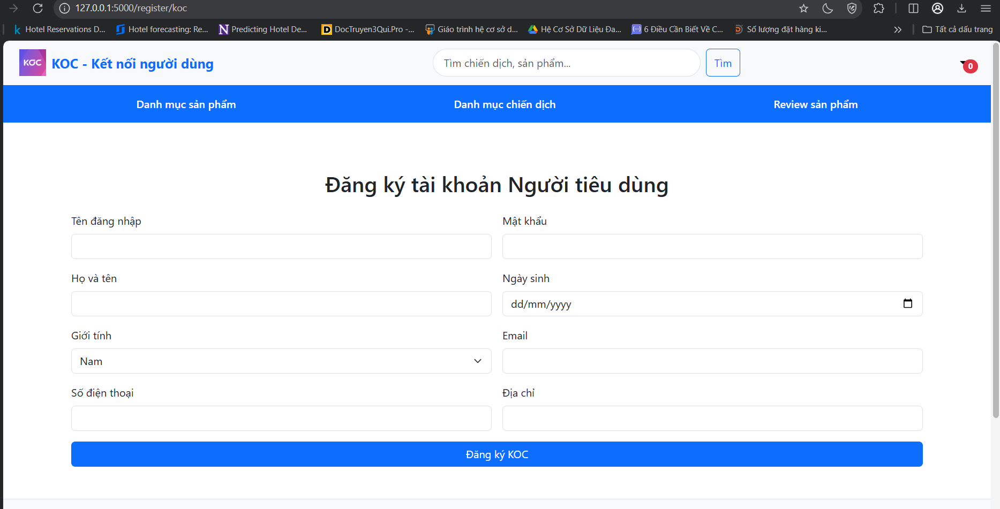 127.0.0.1:5000/register/koc
Hotel Reservations D... Hotel forecasting: Re... Predicting Hotel De... DocTruyen3Qui.Pro -... Giáo trình hệ cơ sở d... Hệ Cơ Sở Dữ Liệu Đa... 6 Điều Cần Biết Về C... Số lượng đặt hàng ki... Tất cả dấu trang
KOC KOC - Kết nối người dùng Tìm chiến dịch, sản phẩm... Tìm 0
Danh mục sản phẩm Danh mục chiến dịch Review sản phẩm
Đăng ký tài khoản Người tiêu dùng
Tên đăng nhập Mật khẩu
Họ và tên Ngày sinh
dd/mm/yyyy
Giới tính Email
Nam
Số điện thoại Địa chỉ
Đăng ký KOC